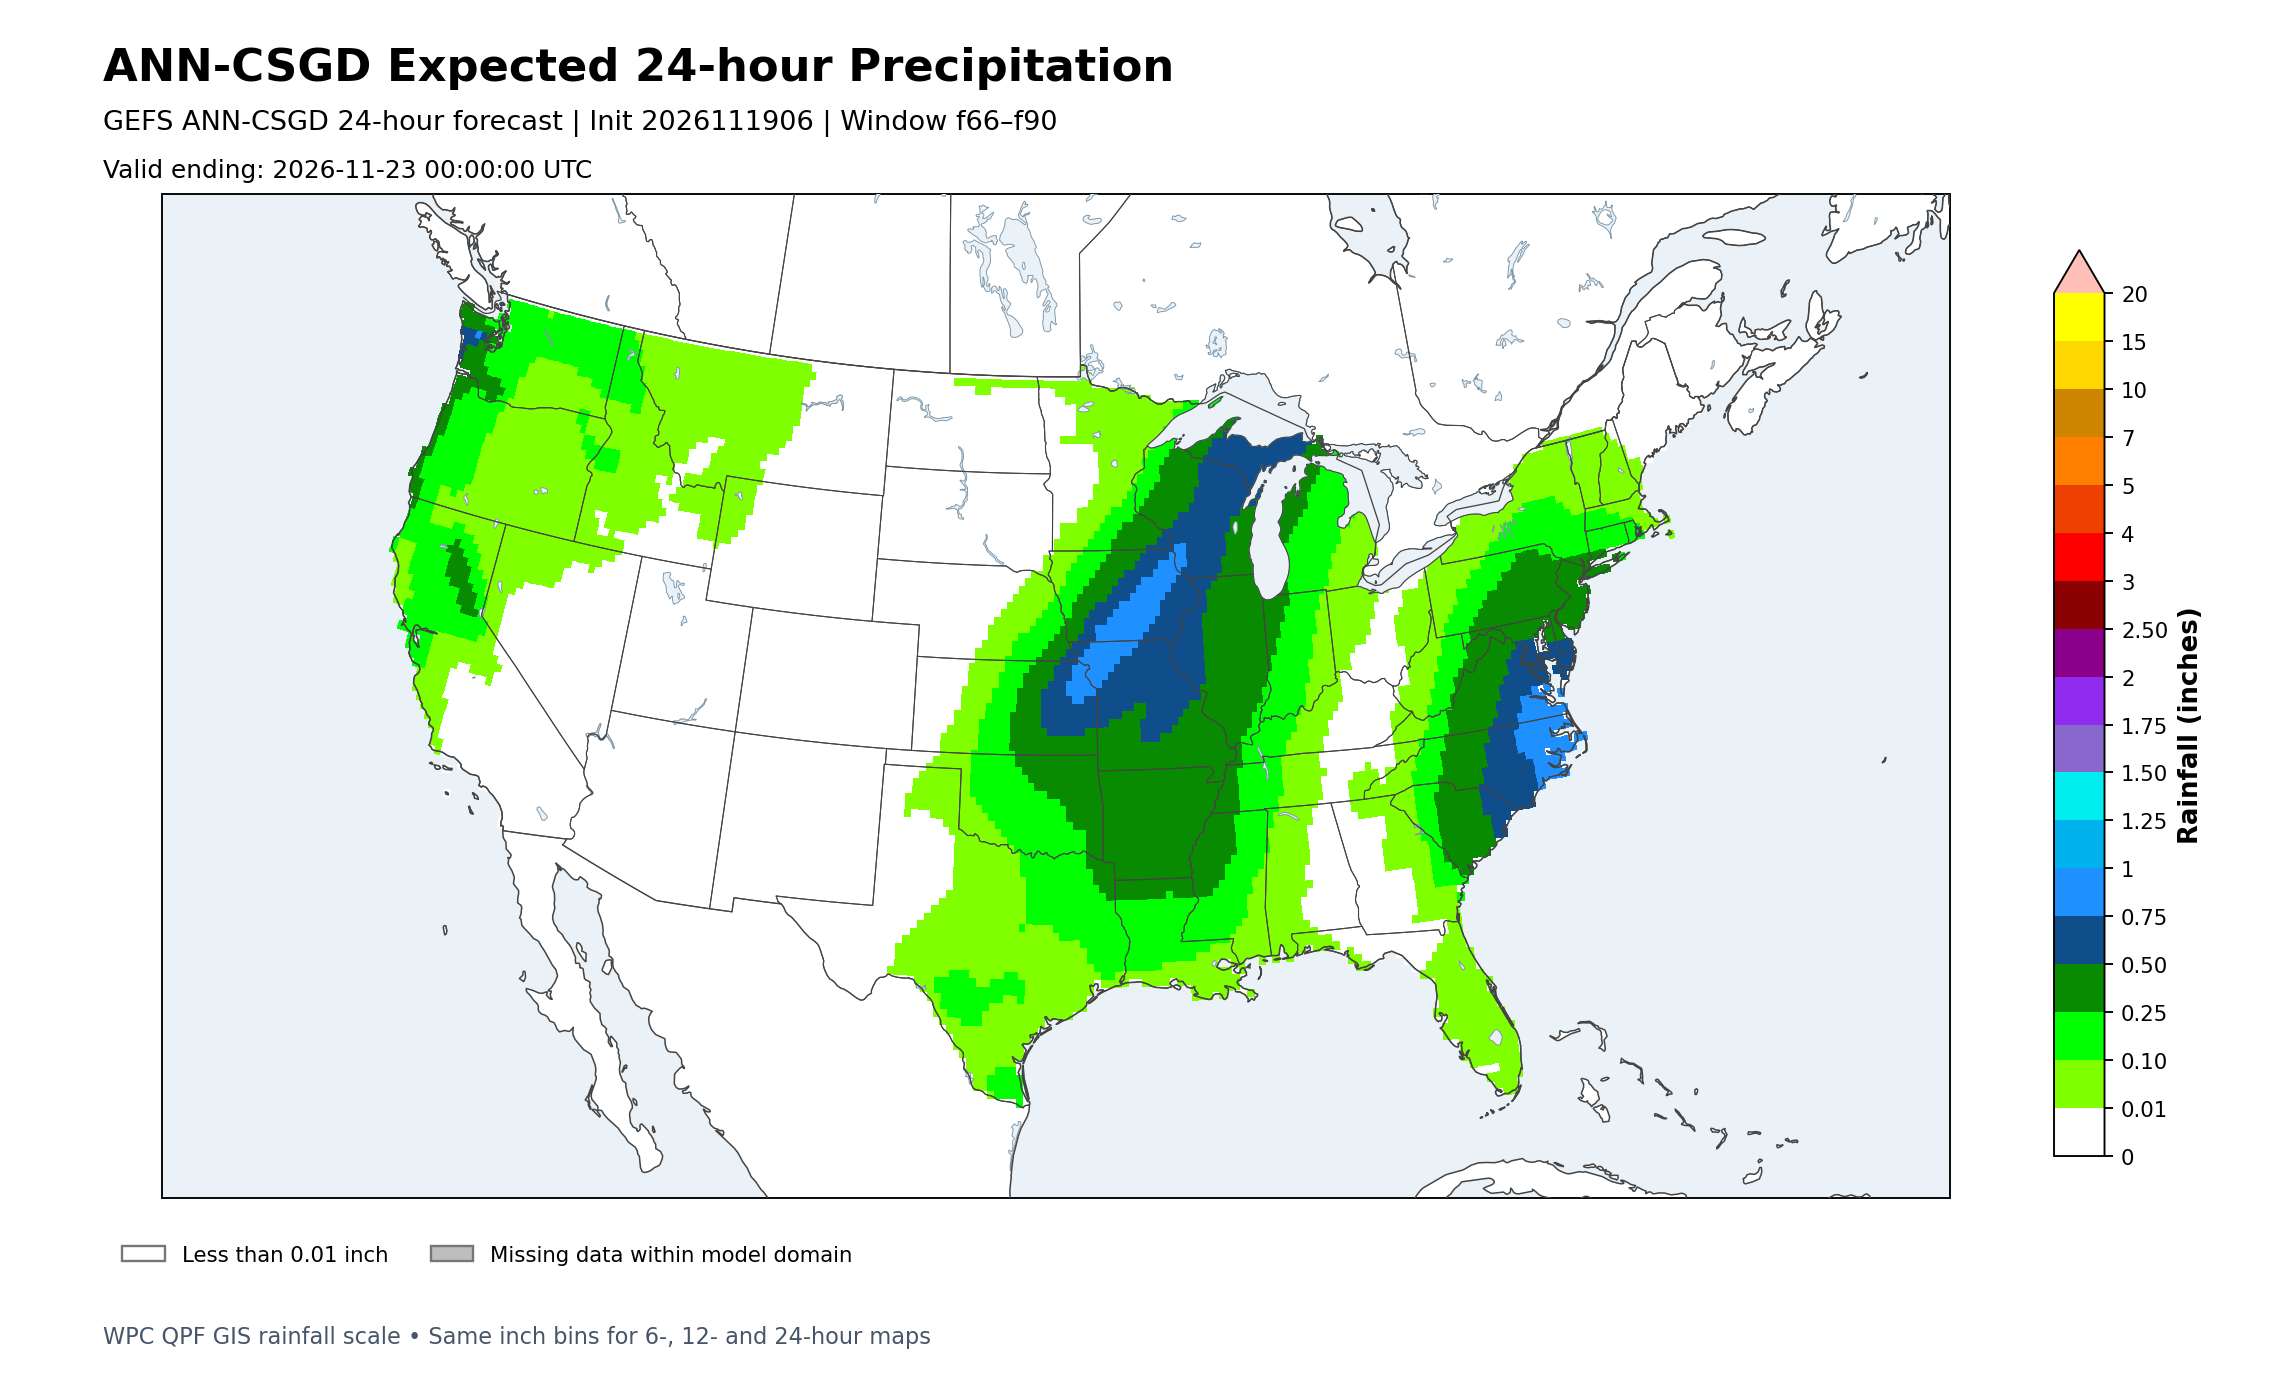 ANN-CSGD Expected 24-hour Precipitation
GEFS ANN-CSGD 24-hour forecast | Init 2026111906 | Window f66–f90
Valid ending: 2026-11-23 00:00:00 UTC
20
15
10
7
5
4
3
2.50
2
1.75
1.50
1.25
1
0.75
0.50
0.25
0.10
0.01
0
Rainfall (inches)
Less than 0.01 inch
Missing data within model domain
WPC QPF GIS rainfall scale • Same inch bins for 6-, 12- and 24-hour maps